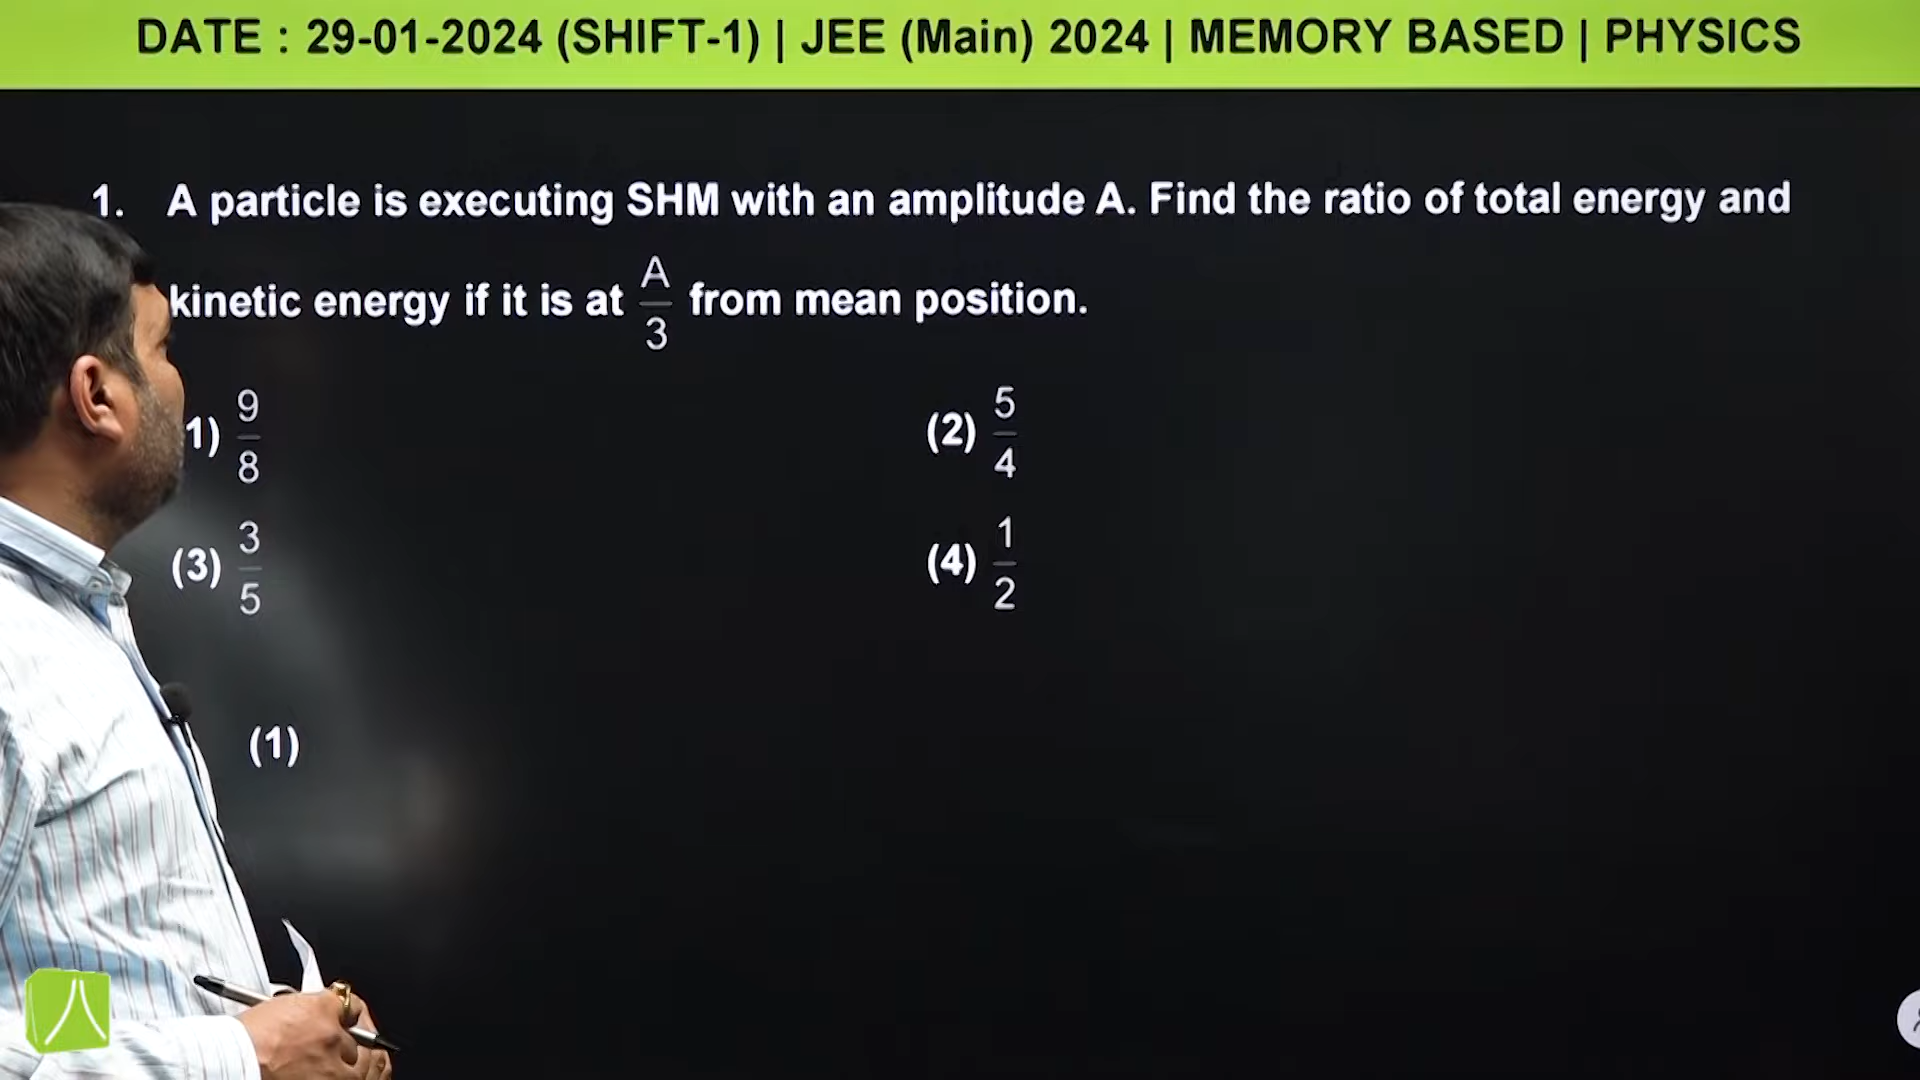 DATE : 29-01-2024 (SHIFT-1) | JEE (Main) 2024 | MEMORY BASED | PHYSICS
1. A particle is executing SHM with an amplitude A. Find the ratio of total energy and
kinetic energy if it is at A/3 from mean position.
1) 9/8 (2) 5/4
(3) 3/5 (4) 1/2
(1)